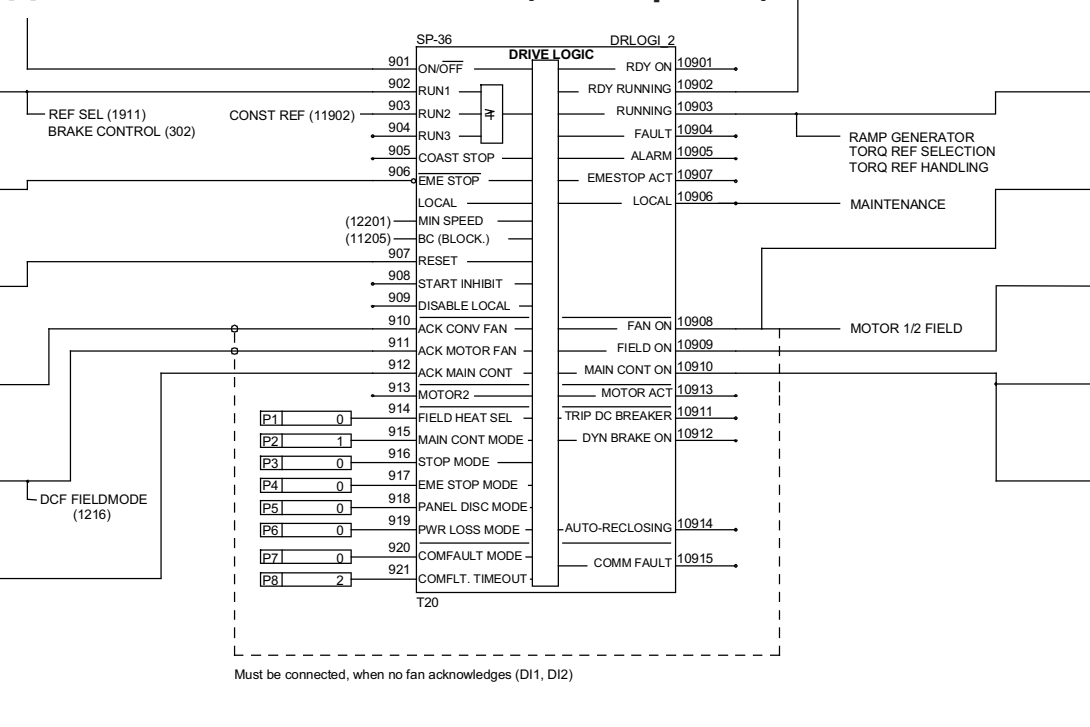 SP-36 DRLOGI_2
DRIVE LOGIC
901 ON/OFF RDY ON 10901
902 RUN1 RDY RUNNING 10902
REF SEL (1911) CONST REF (11902) 903 RUN2 RUNNING 10903
BRAKE CONTROL (302)
904 RUN3 FAULT 10904
RAMP GENERATOR
905 COAST STOP ALARM 10905
TORQ REF SELECTION
TORQ REF HANDLING
906 EME STOP EMESTOP ACT 10907
LOCAL LOCAL 10906 MAINTENANCE
(12201) MIN SPEED
(11205) BC (BLOCK.)
907 RESET
908 START INHIBIT
909 DISABLE LOCAL
910 ACK CONV FAN FAN ON 10908 MOTOR 1/2 FIELD
911 ACK MOTOR FAN FIELD ON 10909
912 ACK MAIN CONT MAIN CONT ON 10910
913 MOTOR2 MOTOR ACT 10913
P1 0 914 FIELD HEAT SEL TRIP DC BREAKER 10911
P2 1 915 MAIN CONT MODE DYN BRAKE ON 10912
P3 0 916 STOP MODE
P4 0 917 EME STOP MODE
DCF FIELDMODE
(1216)
P5 0 918 PANEL DISC MODE
P6 0 919 PWR LOSS MODE AUTO-RECLOSING 10914
P7 0 920 COMFAULT MODE COMM FAULT 10915
P8 2 921 COMFLT. TIMEOUT
T20
Must be connected, when no fan acknowledges (DI1, DI2)